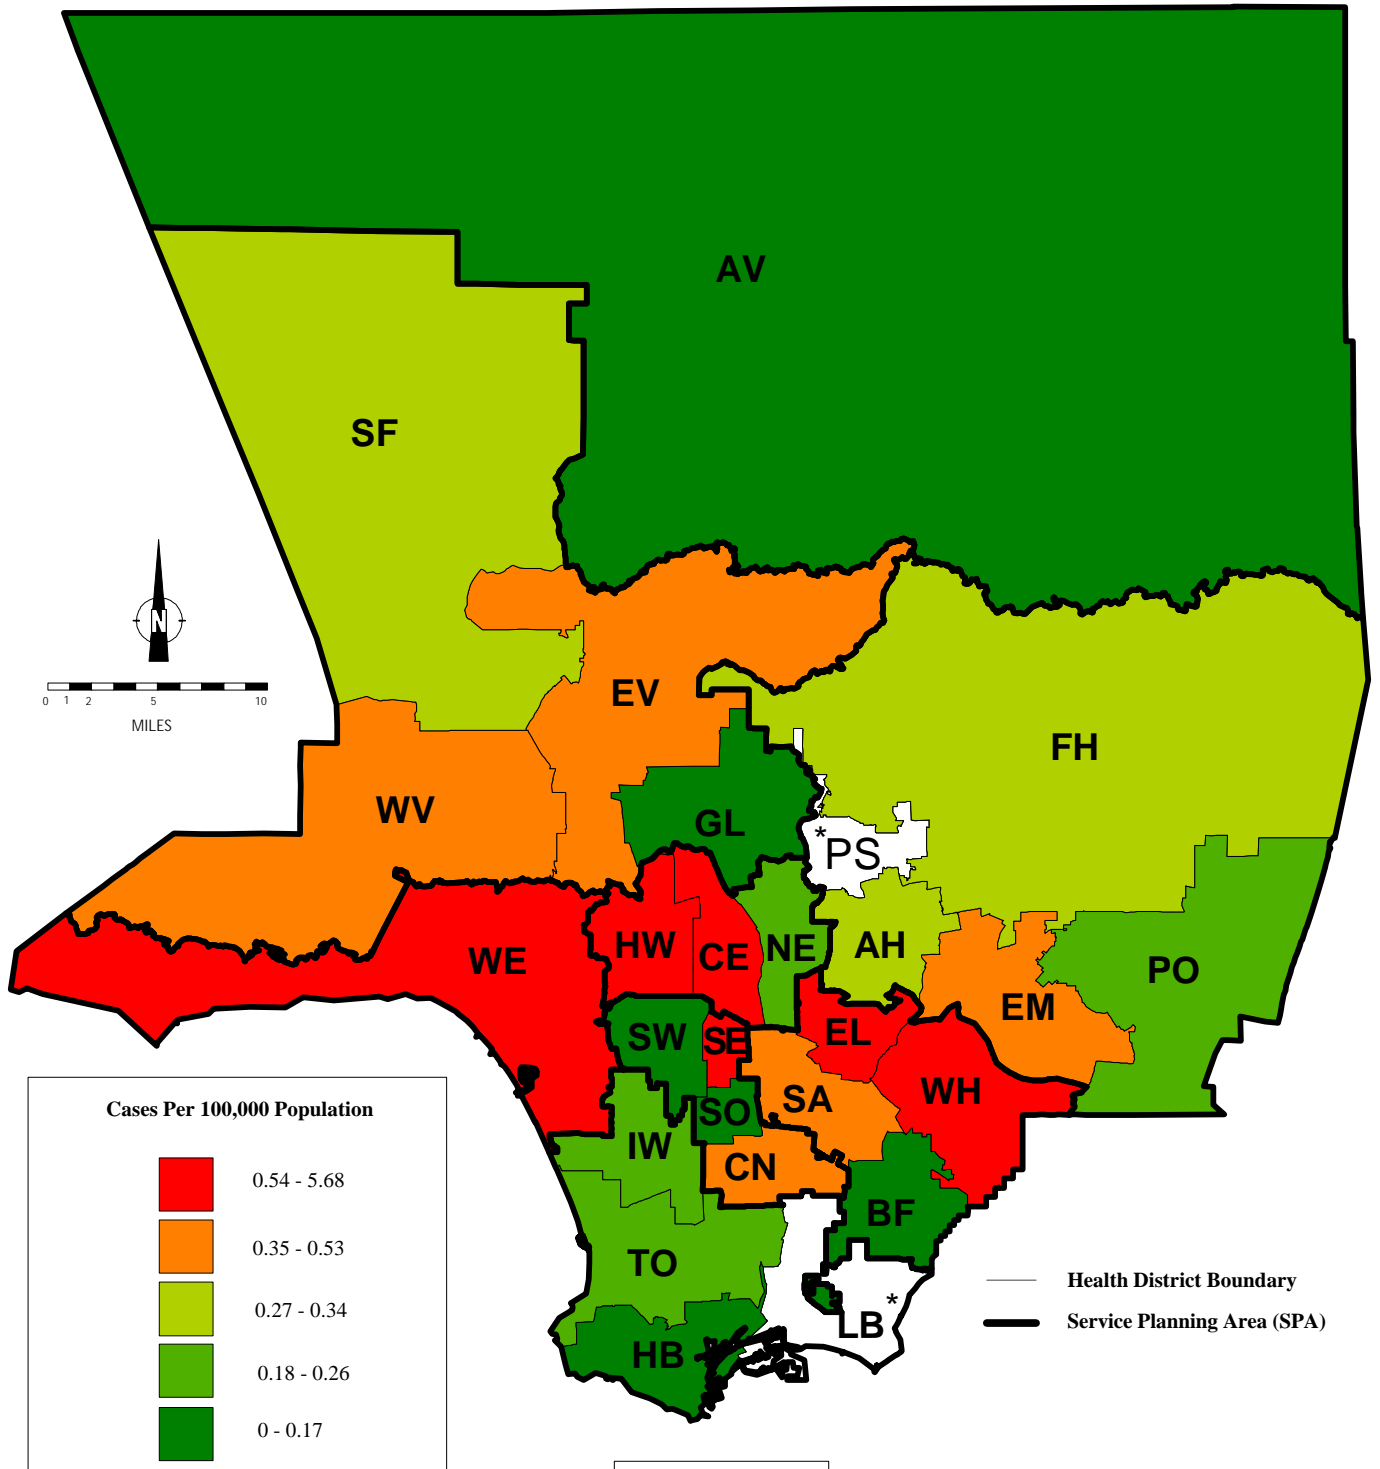 AV
SF
N
0 1 2 5 10
MILES
EV
FH
WV
GL
*
PS
HW
CE
NE
AH
WE
PO
EM
SW
SE
EL
WH
SA
SO
IW
CN
BF
TO
LB *
HB
Cases Per 100,000 Population
0.54 - 5.68
0.35 - 0.53
0.27 - 0.34
0.18 - 0.26
0 - 0.17
Health District Boundary
Service Planning Area (SPA)